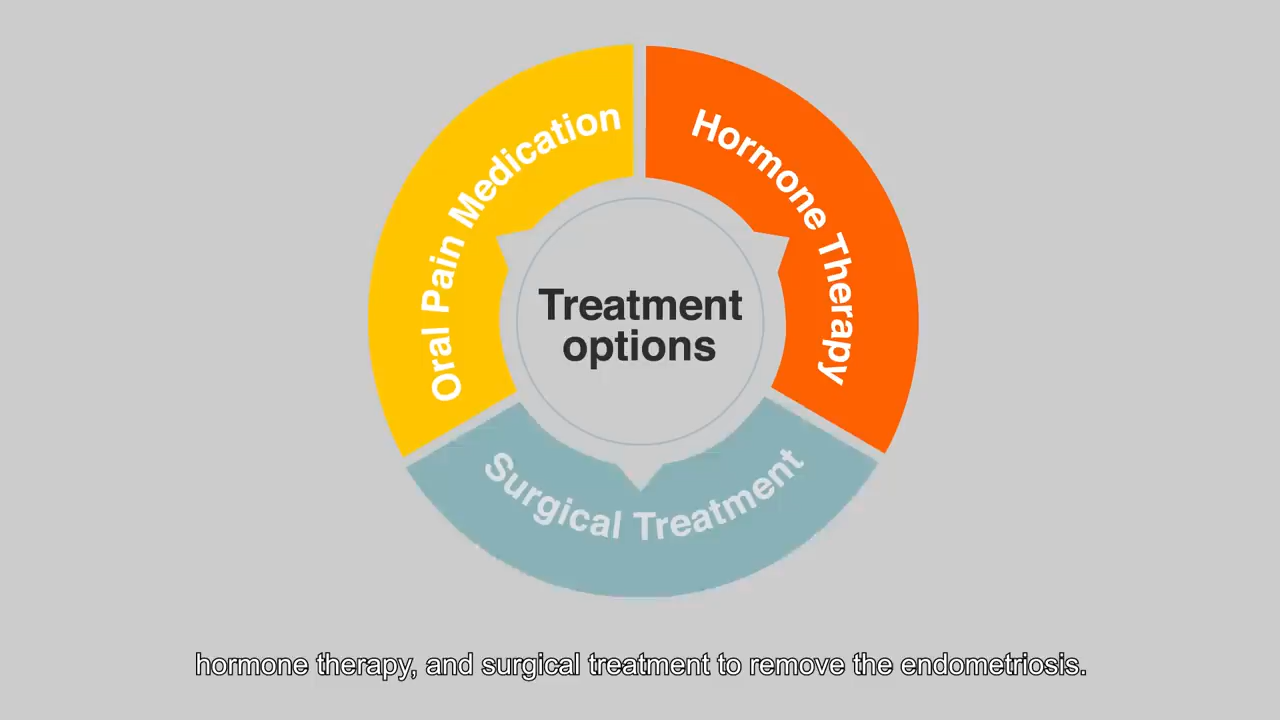 Oral Pain Medication
Hormone Therapy
Treatment
options
Surgical Treatment
hormone therapy, and surgical treatment to remove the endometriosis.